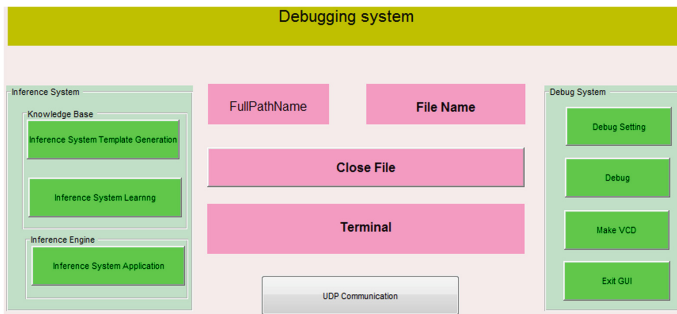 Debugging system
Inference System
Knowledge Base
Inference System Template Generation
Inference System Learnng
Inference Engine
Inference System Application
FullPathName
File Name
Close File
Terminal
UDP Communication
Debug System
Debug Setting
Debug
Make VCD
Exit GUI